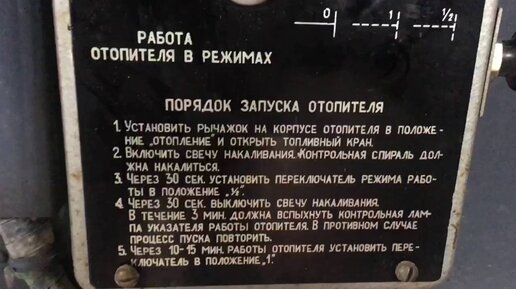 0 1 ½
РАБОТА
ОТОПИТЕЛЯ В РЕЖИМАХ
ПОРЯДОК ЗАПУСКА ОТОПИТЕЛЯ
1. УСТАНОВИТЬ РЫЧАЖОК НА КОРПУСЕ ОТОПИТЕЛЯ В ПОЛОЖЕ-
НИЕ „ОТОПЛЕНИЕ" И ОТКРЫТЬ ТОПЛИВНЫЙ КРАН.
2. ВКЛЮЧИТЬ СВЕЧУ НАКАЛИВАНИЯ. КОНТРОЛЬНАЯ СПИРАЛЬ ДОЛ-
ЖНА НАКАЛИТЬСЯ.
3. ЧЕРЕЗ 30 СЕК. УСТАНОВИТЬ ПЕРЕКЛЮЧАТЕЛЬ РЕЖИМА РАБО-
ТЫ В ПОЛОЖЕНИЕ „½"
4. ЧЕРЕЗ 30 СЕК. ВЫКЛЮЧИТЬ СВЕЧУ НАКАЛИВАНИЯ.
В ТЕЧЕНИЕ 3 МИН. ДОЛЖНА ВСПЫХНУТЬ КОНТРОЛЬНАЯ ЛАМ-
ПА УКАЗАТЕЛЯ РАБОТЫ ОТОПИТЕЛЯ. В ПРОТИВНОМ СЛУЧАЕ
ПРОЦЕСС ПУСКА ПОВТОРИТЬ.
5. ЧЕРЕЗ 10-15 МИН. РАБОТЫ ОТОПИТЕЛЯ УСТАНОВИТЬ ПЕРЕ-
КЛЮЧАТЕЛЬ В ПОЛОЖЕНИЕ „1."